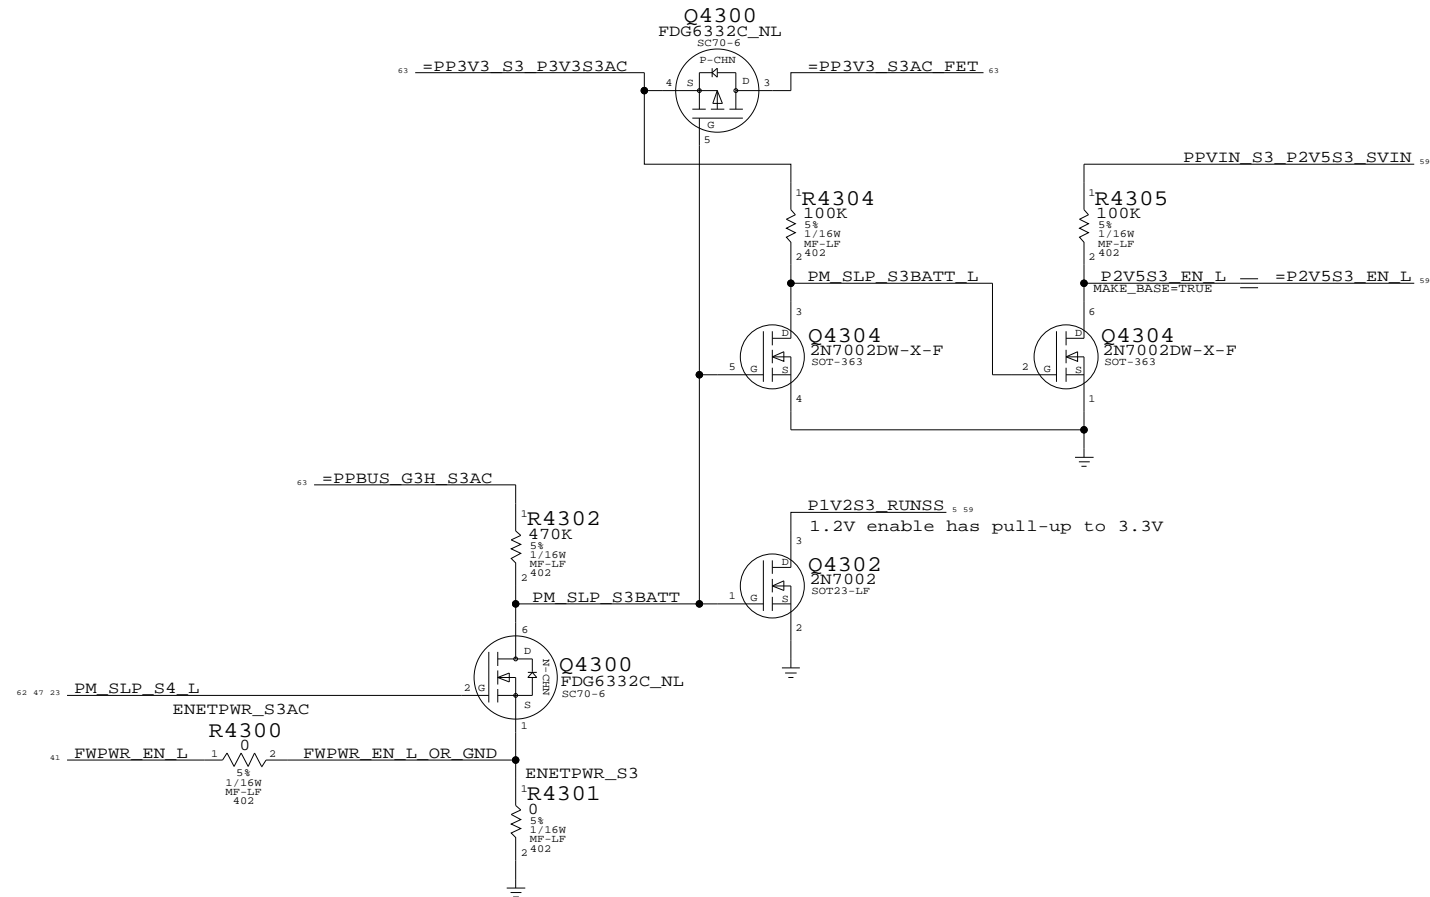 Q4300
FDG6332C_NL
SC70-6
P-CHN
63 =PP3V3_S3_P3V3S3AC
4 S D 3
=PP3V3_S3AC_FET 63
G
5
PPVIN_S3_P2V5S3_SVIN 59
1
R4304
100K
5%
1/16W
MF-LF
402
2
1
R4305
100K
5%
1/16W
MF-LF
402
2
PM_SLP_S3BATT_L
P2V5S3_EN_L
MAKE_BASE=TRUE
=P2V5S3_EN_L 59
3
D
Q4304
2N7002DW-X-F
SOT-363
5 G S
4
6
D
Q4304
2N7002DW-X-F
SOT-363
2 G S
1
63 =PPBUS_G3H_S3AC
1
R4302
470K
5%
1/16W
MF-LF
402
2
P1V2S3_RUNSS 5 59
1.2V enable has pull-up to 3.3V
3
D
Q4302
2N7002
SOT23-LF
1 G S
2
PM_SLP_S3BATT
6
D
N-CHN
Q4300
FDG6332C_NL
SC70-6
62 47 23 PM_SLP_S4_L
2 G
S
1
ENETPWR_S3AC
R4300
0
41 FWPWR_EN_L 1 2 FWPWR_EN_L_OR_GND
5%
1/16W
MF-LF
402
ENETPWR_S3
1
R4301
0
5%
1/16W
MF-LF
402
2